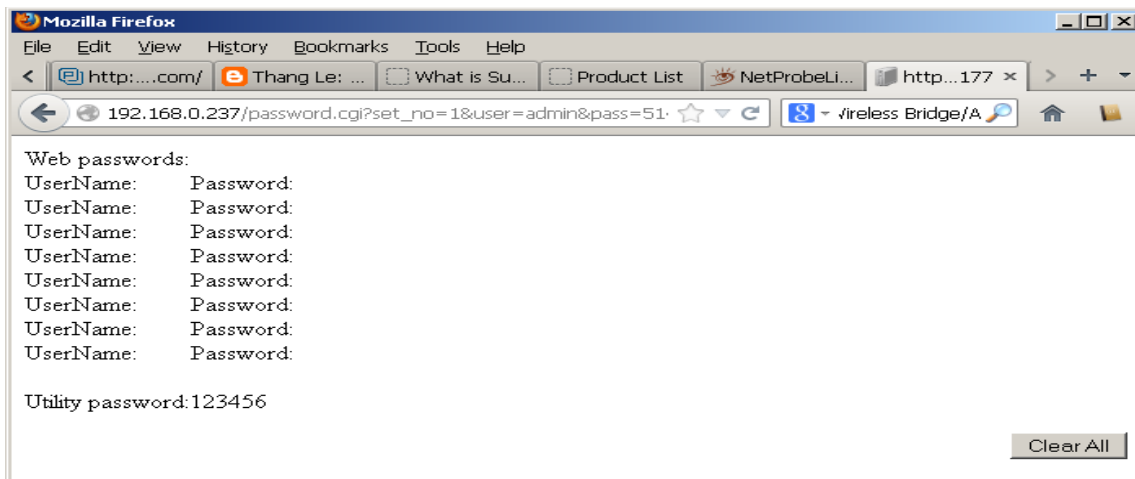 Mozilla Firefox
File Edit View History Bookmarks Tools Help
http:....com/ Thang Le: ... What is Su... Product List NetProbeLi... http...177
192.168.0.237/password.cgi?set_no=1&user=admin&pass=51 Bridge/A
Web passwords:
UserName: Password:
UserName: Password:
UserName: Password:
UserName: Password:
UserName: Password:
UserName: Password:
UserName: Password:
UserName: Password:
Utility password:123456
Clear All